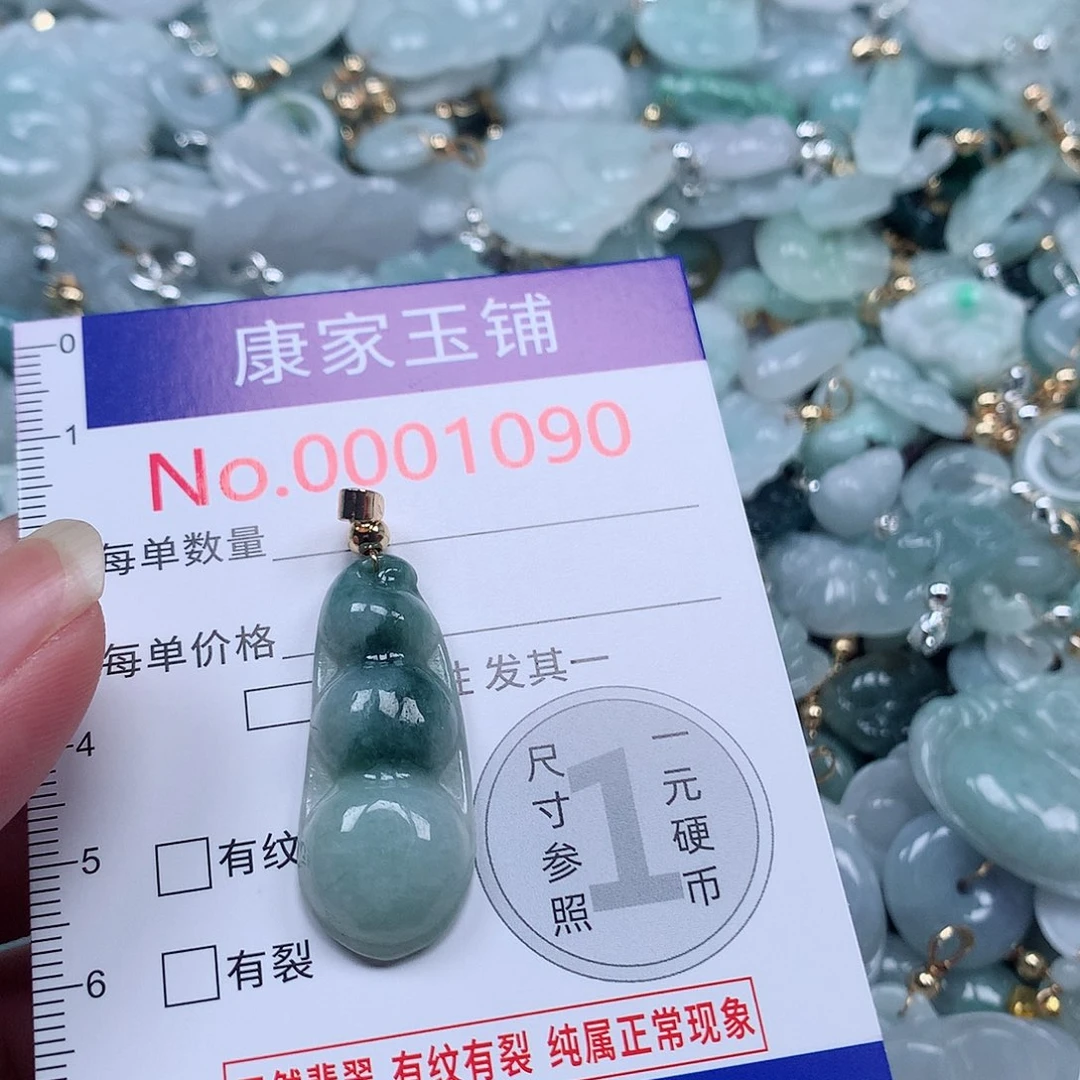 康家玉铺
0
No.0001090
1
每单数量
每单价格
发其一
4
尺寸参照
1
一元硬币
5
有纹
有裂
6
有纹有裂 纯属正常现象